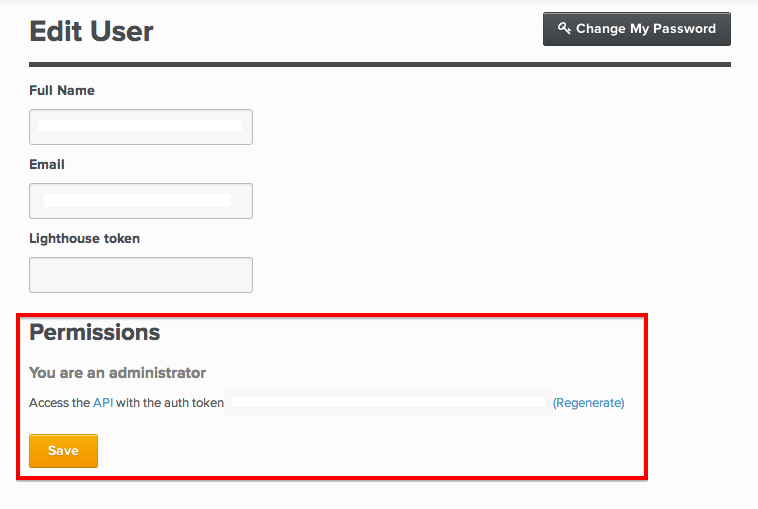 Edit User
Change My Password
Full Name
Email
Lighthouse token
Permissions
You are an administrator
Access the API with the auth token (Regenerate)
Save